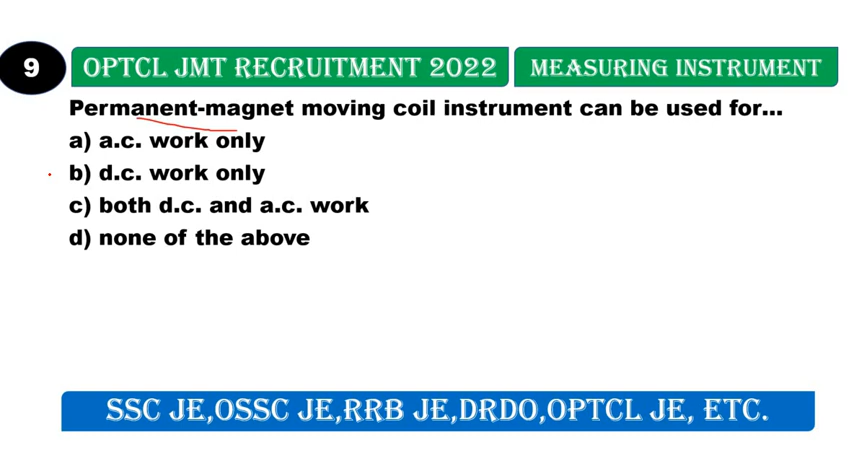 9
OPTCL JMT RECRUITMENT 2022
MEASURING INSTRUMENT
Permanent-magnet moving coil instrument can be used for...
a) a.c. work only
b) d.c. work only
c) both d.c. and a.c. work
d) none of the above
SSC JE,OSSC JE,RRB JE,DRDO,OPTCL JE, ETC.